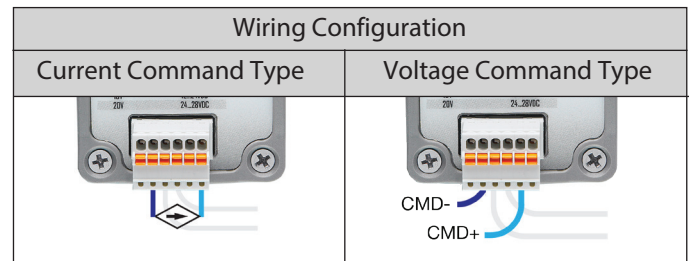 Wiring Configuration
Current Command Type
Voltage Command Type
20V
24...28VDC
20V
24...28VDC
CMD-
CMD+